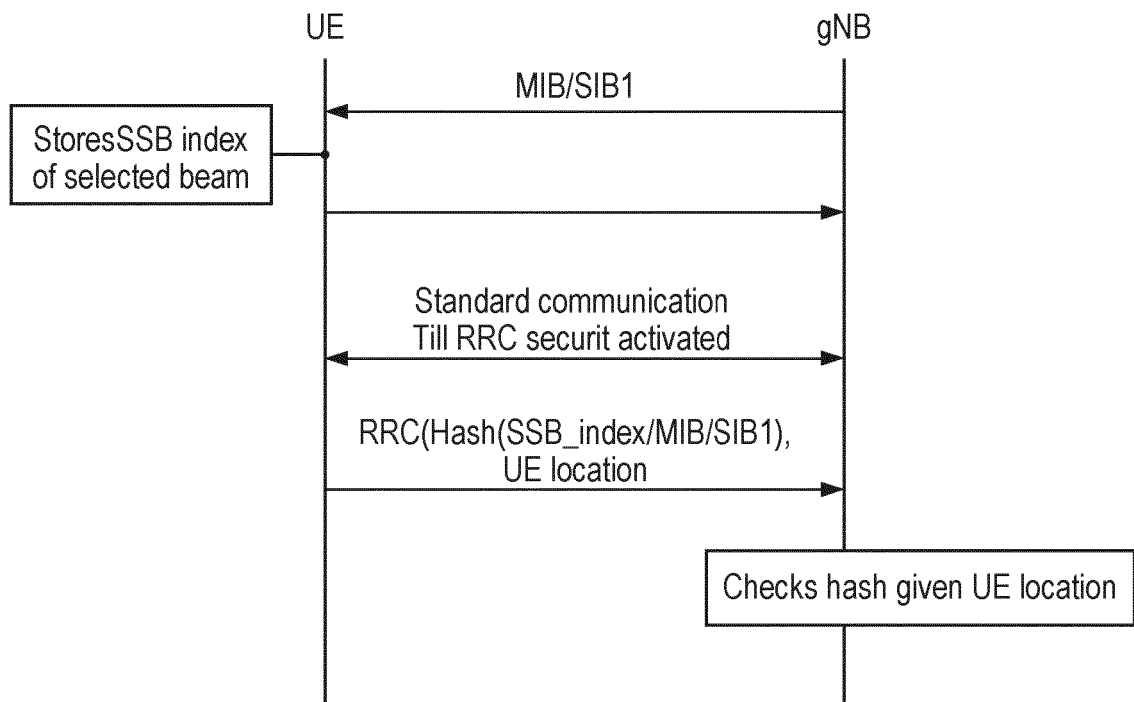 UE
gNB
MIB/SIB1
StoresSSB index
of selected beam
Standard communication
Till RRC securit activated
RRC(Hash(SSB_index/MIB/SIB1),
UE location
Checks hash given UE location